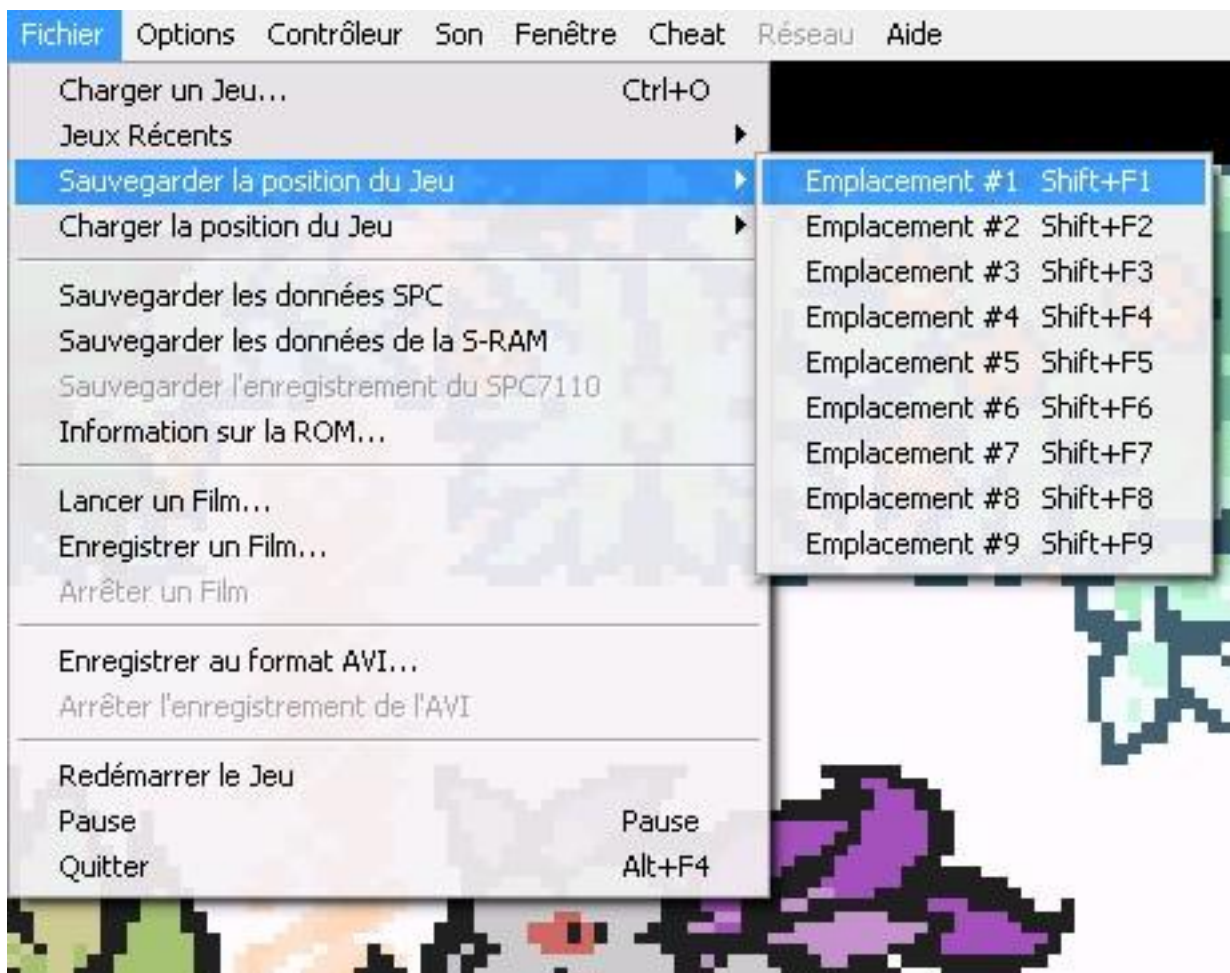 Fichier Options Contrôleur Son Fenêtre Cheat Réseau Aide
Charger un Jeu... Ctrl+O
Jeux Récents
Sauvegarder la position du Jeu
Charger la position du Jeu
Sauvegarder les données SPC
Sauvegarder les données de la S-RAM
Sauvegarder l'enregistrement du SPC7110
Information sur la ROM...
Lancer un Film...
Enregistrer un Film...
Arrêter un Film
Enregistrer au format AVI...
Arrêter l'enregistrement de l'AVI
Redémarrer le Jeu
Pause Pause
Quitter Alt+F4
Emplacement #1 Shift+F1
Emplacement #2 Shift+F2
Emplacement #3 Shift+F3
Emplacement #4 Shift+F4
Emplacement #5 Shift+F5
Emplacement #6 Shift+F6
Emplacement #7 Shift+F7
Emplacement #8 Shift+F8
Emplacement #9 Shift+F9